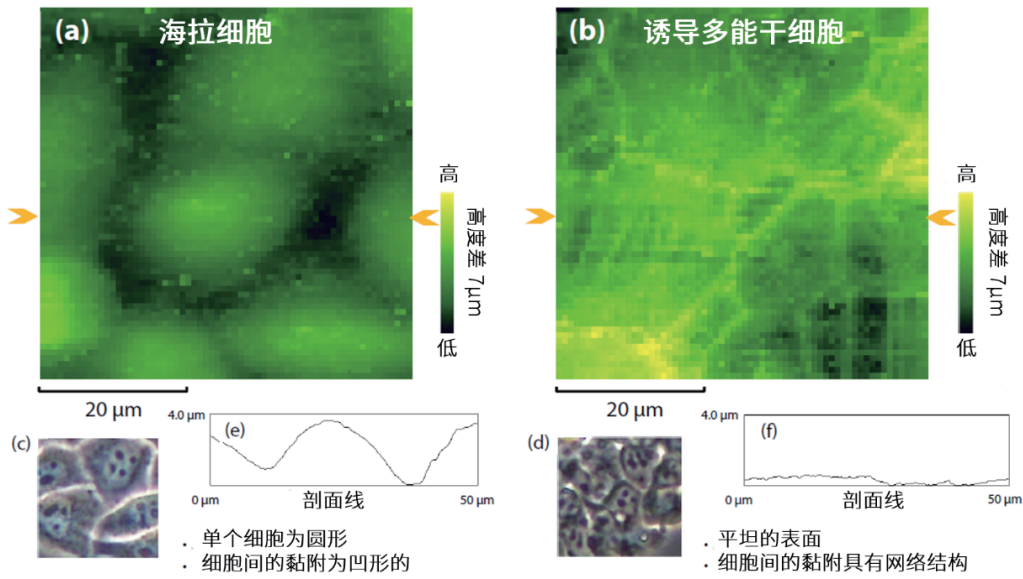 (a) 海拉细胞
(b) 诱导多能干细胞
高
高度差 7μm
低
高
高度差 7μm
低
20 μm
20 μm
(c)
4.0 μm
(e)
0 μm
剖面线
50 μm
(d)
4.0 μm
(f)
0 μm
剖面线
50 μm
. 单个细胞为圆形
. 细胞间的黏附为凹形的
. 平坦的表面
. 细胞间的黏附具有网络结构